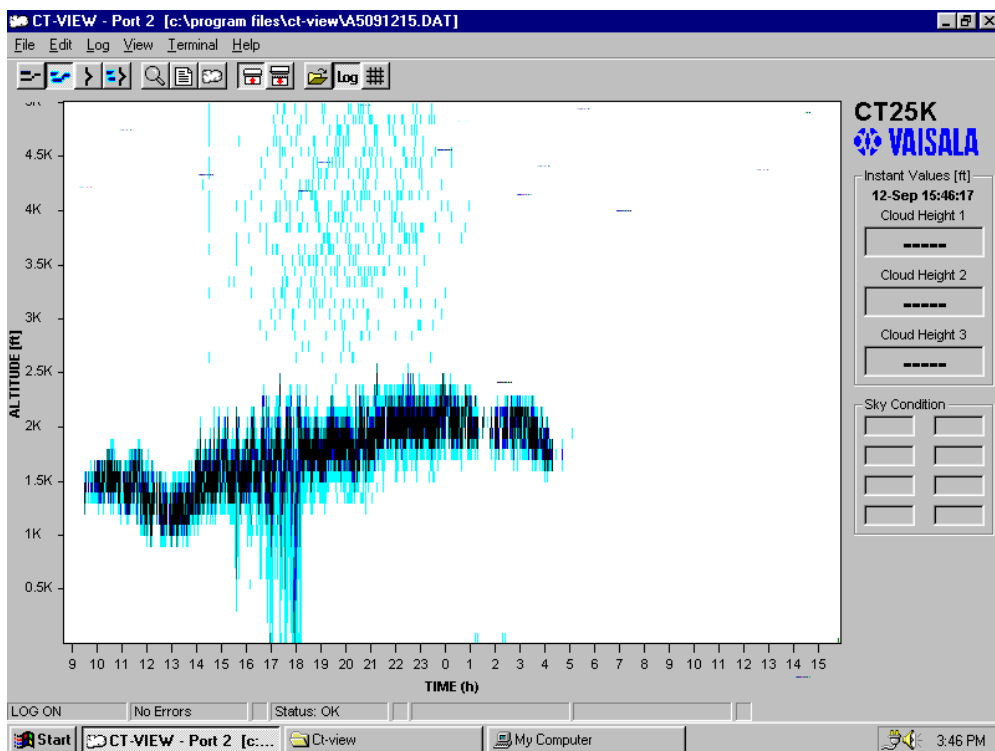 CT-VIEW - Port 2 [c:\program files\ct-view\A5091215.DAT]
File Edit Log View Terminal Help
Log
5K
4.5K
4K
3.5K
3K
2.5K
2K
1.5K
1K
0.5K
ALTITUDE [ft]
9 10 11 12 13 14 15 16 17 18 19 20 21 22 23 0 1 2 3 4 5 6 7 8 9 10 11 12 13 14 15
TIME (h)
CT25K
VAISALA
Instant Values [ft]
12-Sep 15:46:17
Cloud Height 1
-----
Cloud Height 2
-----
Cloud Height 3
-----
Sky Condition
LOG ON No Errors Status: OK
Start CT-VIEW - Port 2 [c:... Ct-view My Computer 3:46 PM